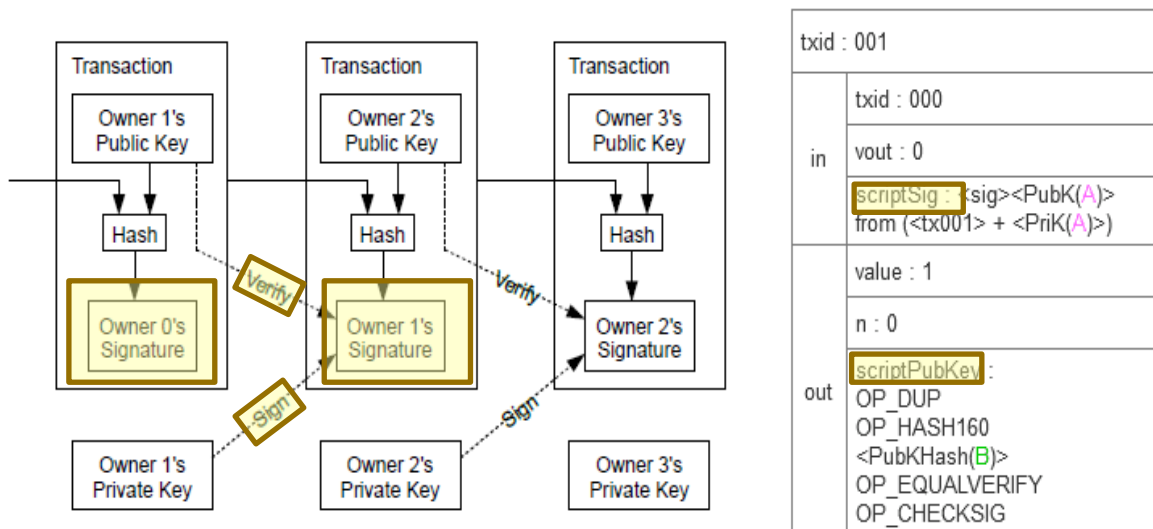 Transaction
Owner 1's
Public Key
Hash
Owner 0's
Signature
Owner 1's
Private Key
Verify
Sign
Transaction
Owner 2's
Public Key
Hash
Owner 1's
Signature
Owner 2's
Private Key
Verify
Sign
Transaction
Owner 3's
Public Key
Hash
Owner 2's
Signature
Owner 3's
Private Key
txid : 001
in
txid : 000
vout : 0
scriptSig : <sig><PubK(A)>
from (<tx001> + <PriK(A)>)
out
value : 1
n : 0
scriptPubKey :
OP_DUP
OP_HASH160
<PubKHash(B)>
OP_EQUALVERIFY
OP_CHECKSIG